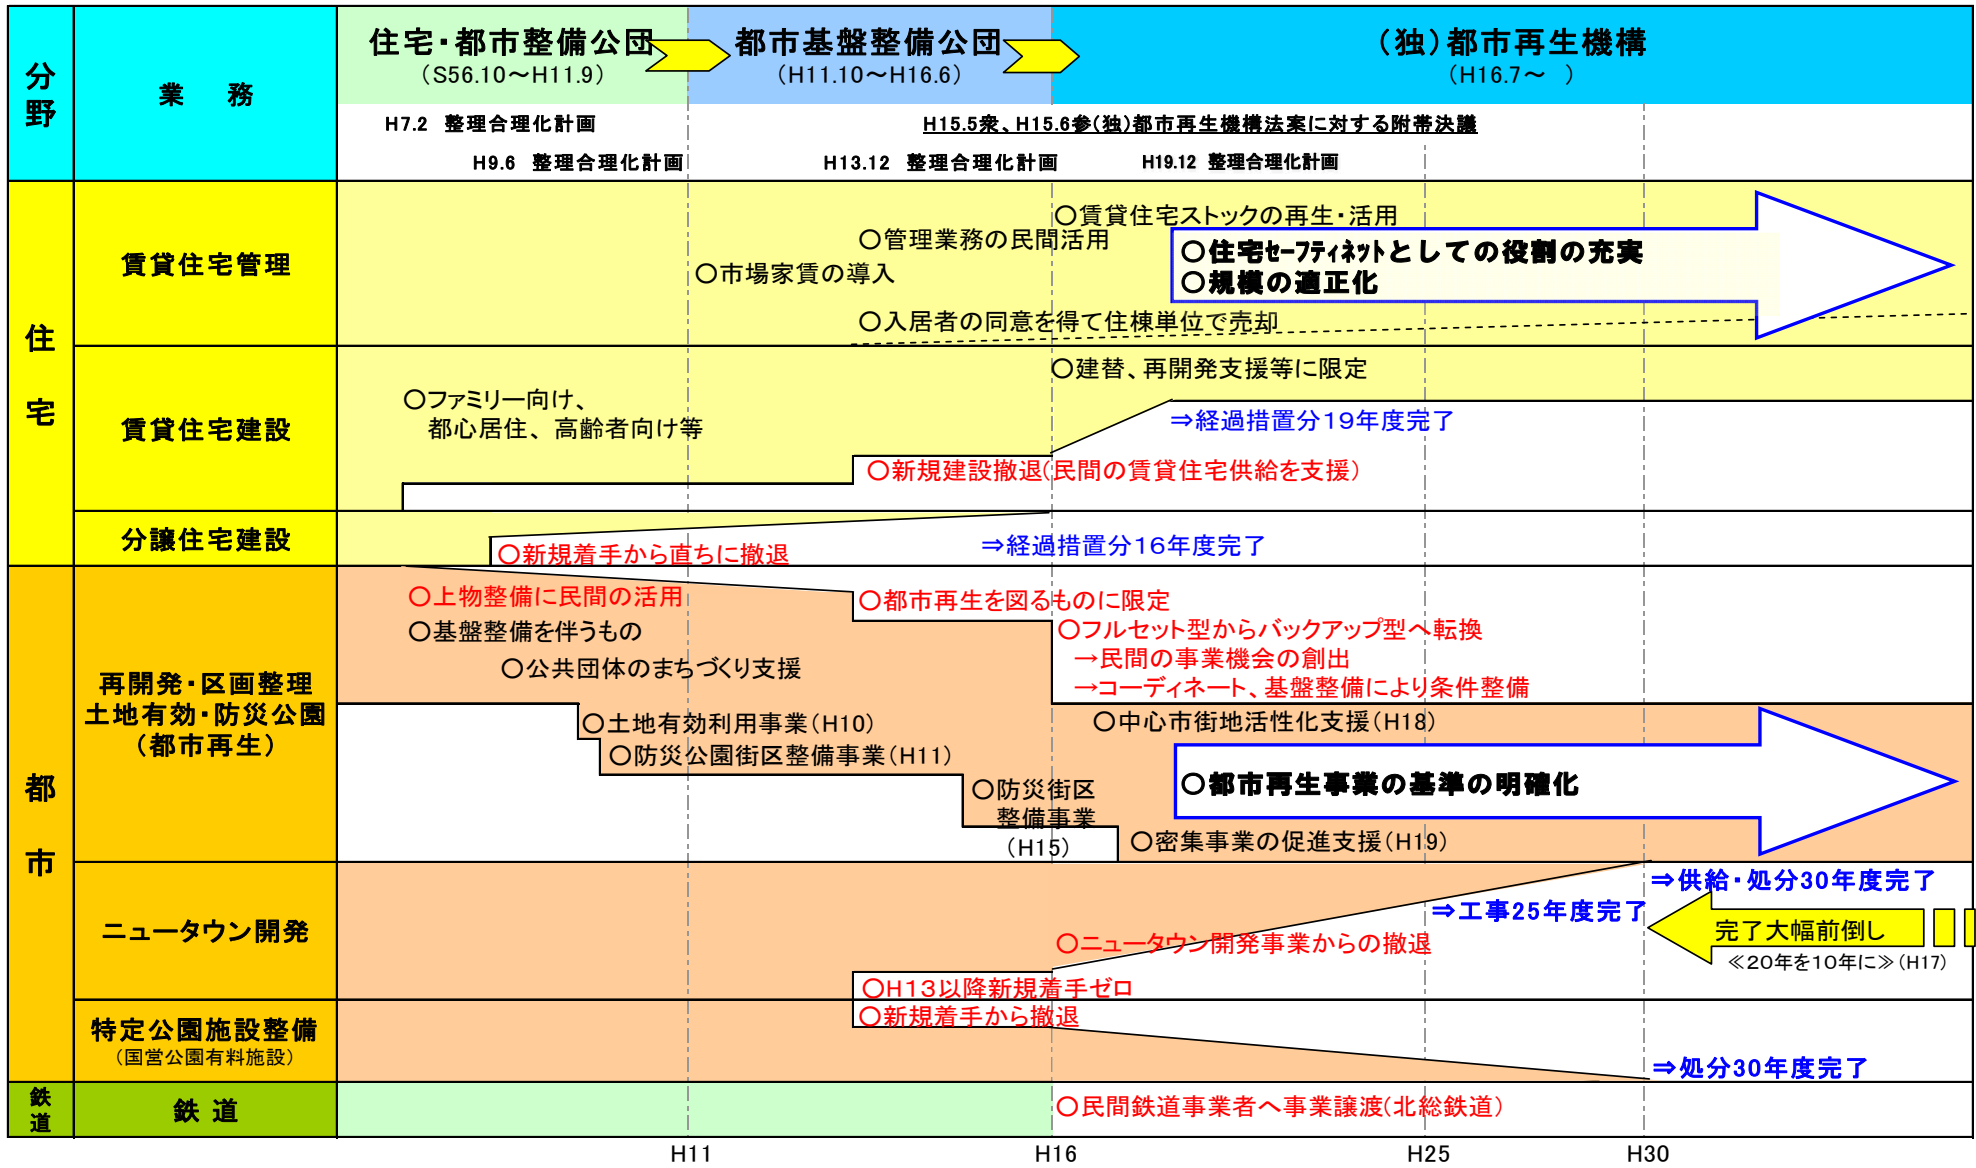 分野
業　務
住宅・都市整備公団
（S56.10～H11.9）
都市基盤整備公団
（H11.10～H16.6）
（独）都市再生機構
（H16.7～　）
H7.2　整理合理化計画
H15.5衆、H15.6参（独）都市再生機構法案に対する附帯決議
H9.6　整理合理化計画
H13.12　整理合理化計画
H19.12　整理合理化計画
住宅
賃貸住宅管理
○賃貸住宅ストックの再生・活用
○管理業務の民間活用
○市場家賃の導入
○住宅ｾｰﾌﾃｨﾈｯﾄとしての役割の充実
○規模の適正化
○入居者の同意を得て住棟単位で売却
賃貸住宅建設
○建替、再開発支援等に限定
○ファミリー向け、
都心居住、高齢者向け等
⇒経過措置分１９年度完了
○新規建設撤退（民間の賃貸住宅供給を支援）
分譲住宅建設
○新規着手から直ちに撤退
⇒経過措置分１６年度完了
都市
再開発・区画整理
土地有効・防災公園
（都市再生）
○上物整備に民間の活用
○都市再生を図るものに限定
○基盤整備を伴うもの
○フルセット型からバックアップ型へ転換
→民間の事業機会の創出
○公共団体のまちづくり支援
→コーディネート、基盤整備により条件整備
○土地有効利用事業（H10）
○中心市街地活性化支援（H18）
○防災公園街区整備事業（H11）
○都市再生事業の基準の明確化
○防災街区
整備事業
（H15）
○密集事業の促進支援（H19）
ニュータウン開発
⇒供給・処分30年度完了
⇒工事25年度完了
○ニュータウン開発事業からの撤退
完了大幅前倒し
≪20年を10年に≫（H17）
○H１３以降新規着手ゼロ
特定公園施設整備
（国営公園有料施設）
○新規着手から撤退
⇒処分30年度完了
鉄道
鉄 道
○民間鉄道事業者へ事業譲渡（北総鉄道）
H11
H16
H25
H30